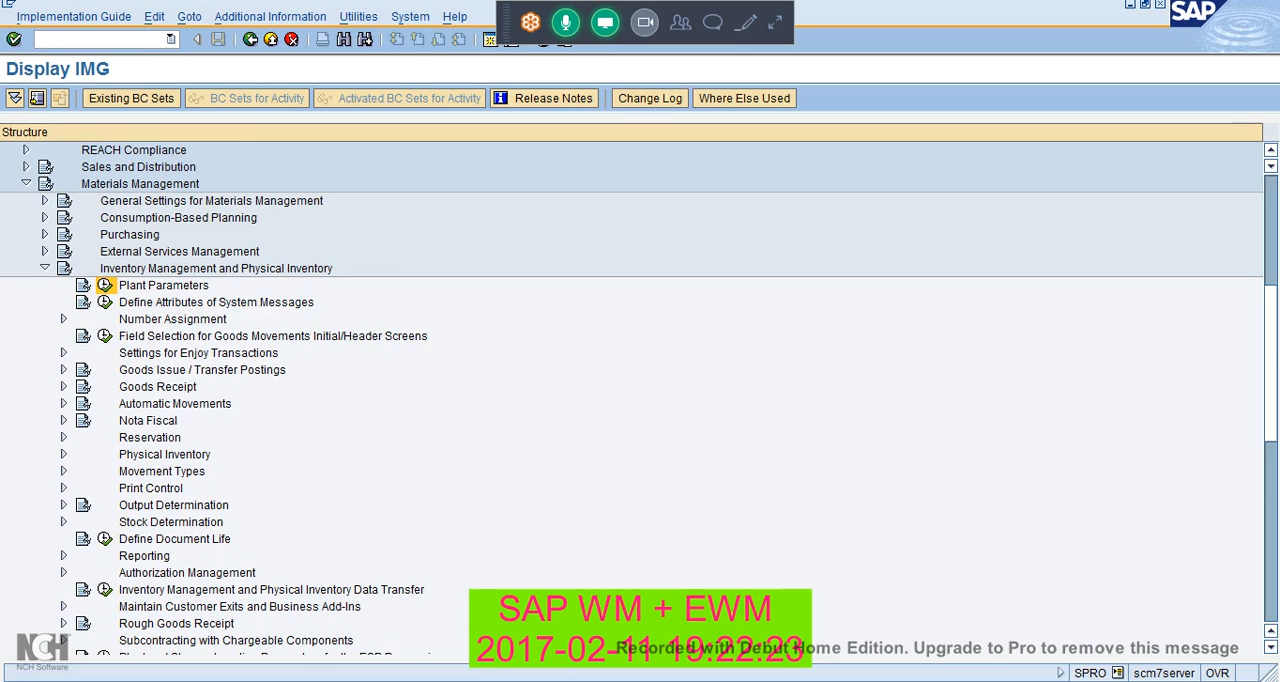 Implementation Guide Edit Goto Additional Information Utilities System Help
SAP
Display IMG
Existing BC Sets BC Sets for Activity Activated BC Sets for Activity Release Notes Change Log Where Else Used
Structure
REACH Compliance
Sales and Distribution
Materials Management
General Settings for Materials Management
Consumption-Based Planning
Purchasing
External Services Management
Inventory Management and Physical Inventory
Plant Parameters
Define Attributes of System Messages
Number Assignment
Field Selection for Goods Movements Initial/Header Screens
Settings for Enjoy Transactions
Goods Issue / Transfer Postings
Goods Receipt
Automatic Movements
Nota Fiscal
Reservation
Physical Inventory
Movement Types
Print Control
Output Determination
Stock Determination
Define Document Life
Reporting
Authorization Management
Inventory Management and Physical Inventory Data Transfer
Maintain Customer Exits and Business Add-Ins
Rough Goods Receipt
Subcontracting with Chargeable Components
SAP WM + EWM
2017-02-11 19:22:23
Recorded with Debut Home Edition. Upgrade to Pro to remove this message
NCH
NCH Software
SPRO scm7server OVR